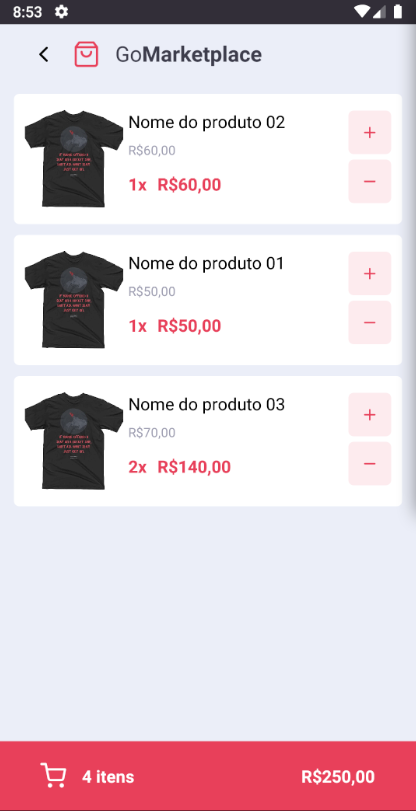 8:53
GoMarketplace
Nome do produto 02
R$60,00
1x R$60,00
+
−
Nome do produto 01
R$50,00
1x R$50,00
+
−
Nome do produto 03
R$70,00
2x R$140,00
+
−
4 itens R$250,00